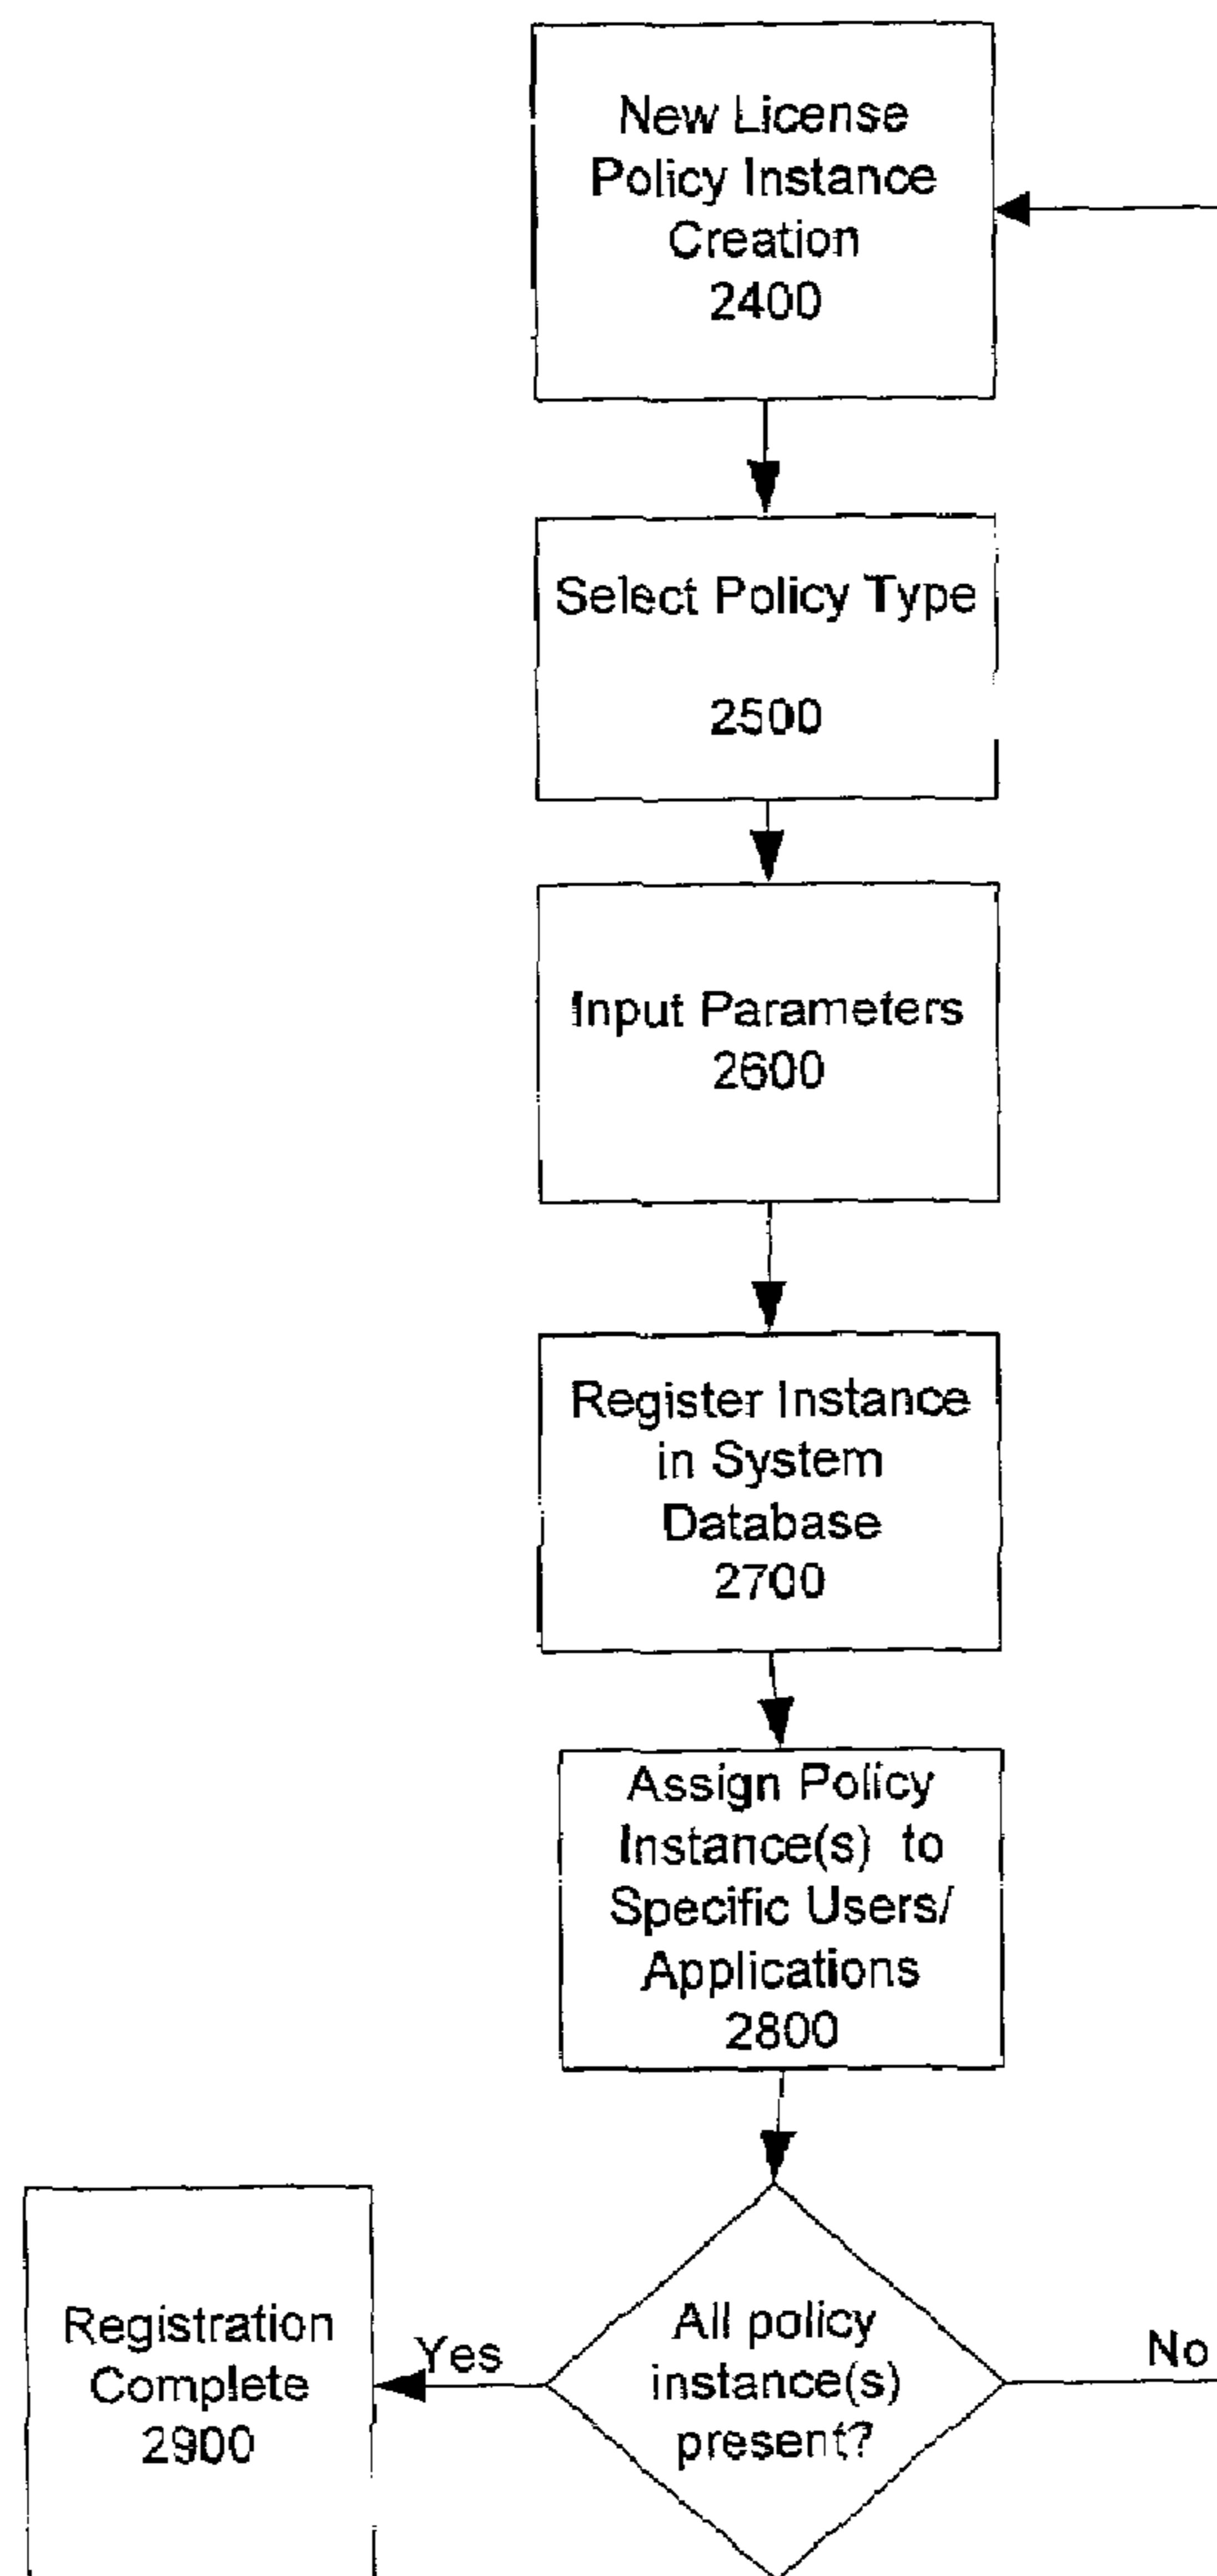 New License
Policy Instance
Creation
2400
Select Policy Type
2500
Input Parameters
2600
Register Instance
in System
Database
2700
Assign Policy
Instance(s) to
Specific Users/
Applications
2800
All policy
instance(s)
present?
Yes
No
Registration
Complete
2900